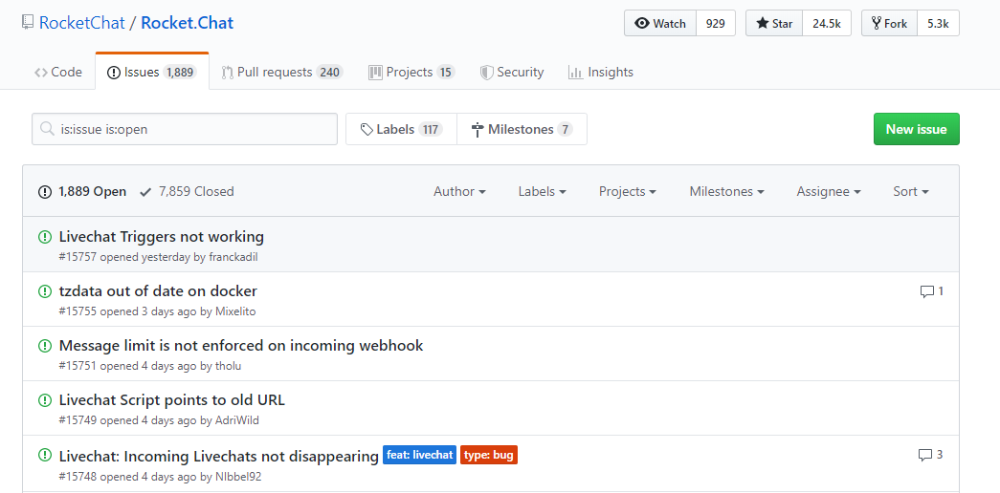 RocketChat / Rocket.Chat Watch 929 Star 24.5k Fork 5.3k
Code Issues 1,889 Pull requests 240 Projects 15 Security Insights
is:issue is:open Labels 117 Milestones 7 New issue
1,889 Open 7,859 Closed Author Labels Projects Milestones Assignee Sort
Livechat Triggers not working
#15757 opened yesterday by franckadil
tzdata out of date on docker 1
#15755 opened 3 days ago by Mixelito
Message limit is not enforced on incoming webhook
#15751 opened 4 days ago by tholu
Livechat Script points to old URL
#15749 opened 4 days ago by AdriWild
Livechat: Incoming Livechats not disappearing feat: livechat type: bug 3
#15748 opened 4 days ago by NIbbel92